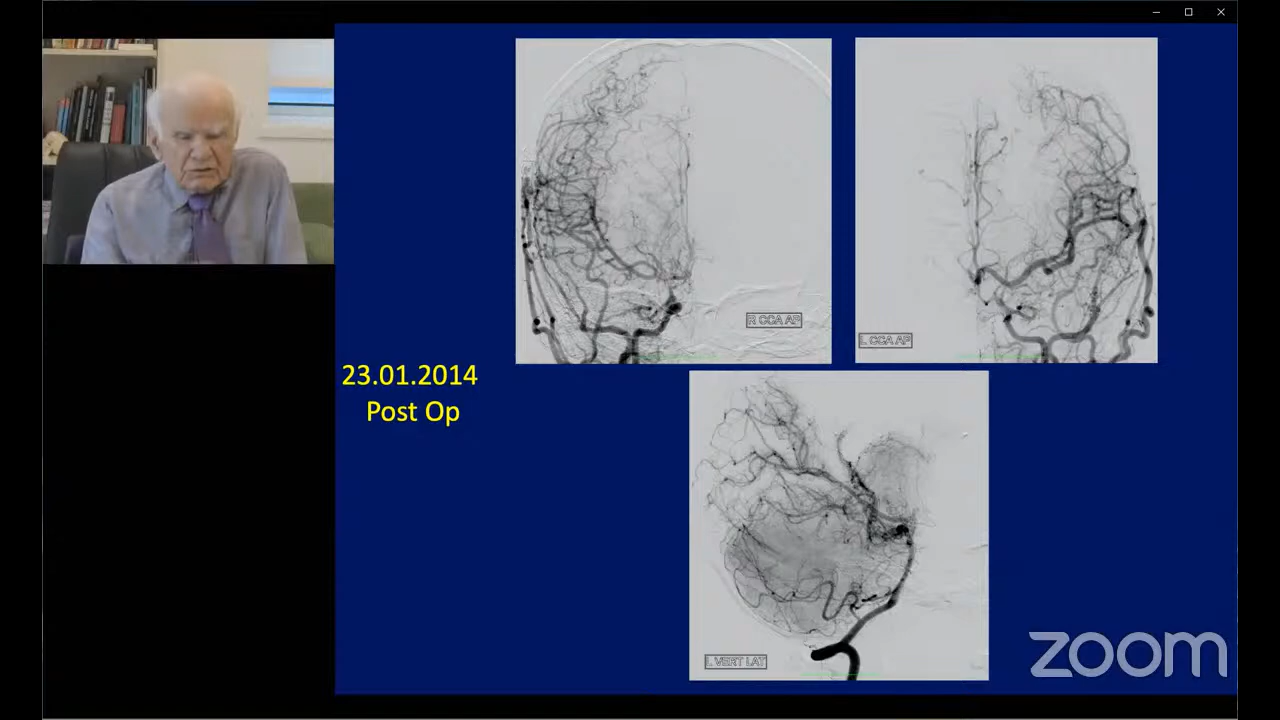 R CCA AP
L CCA AP
23.01.2014
Post Op
L VERT LAT
zoom